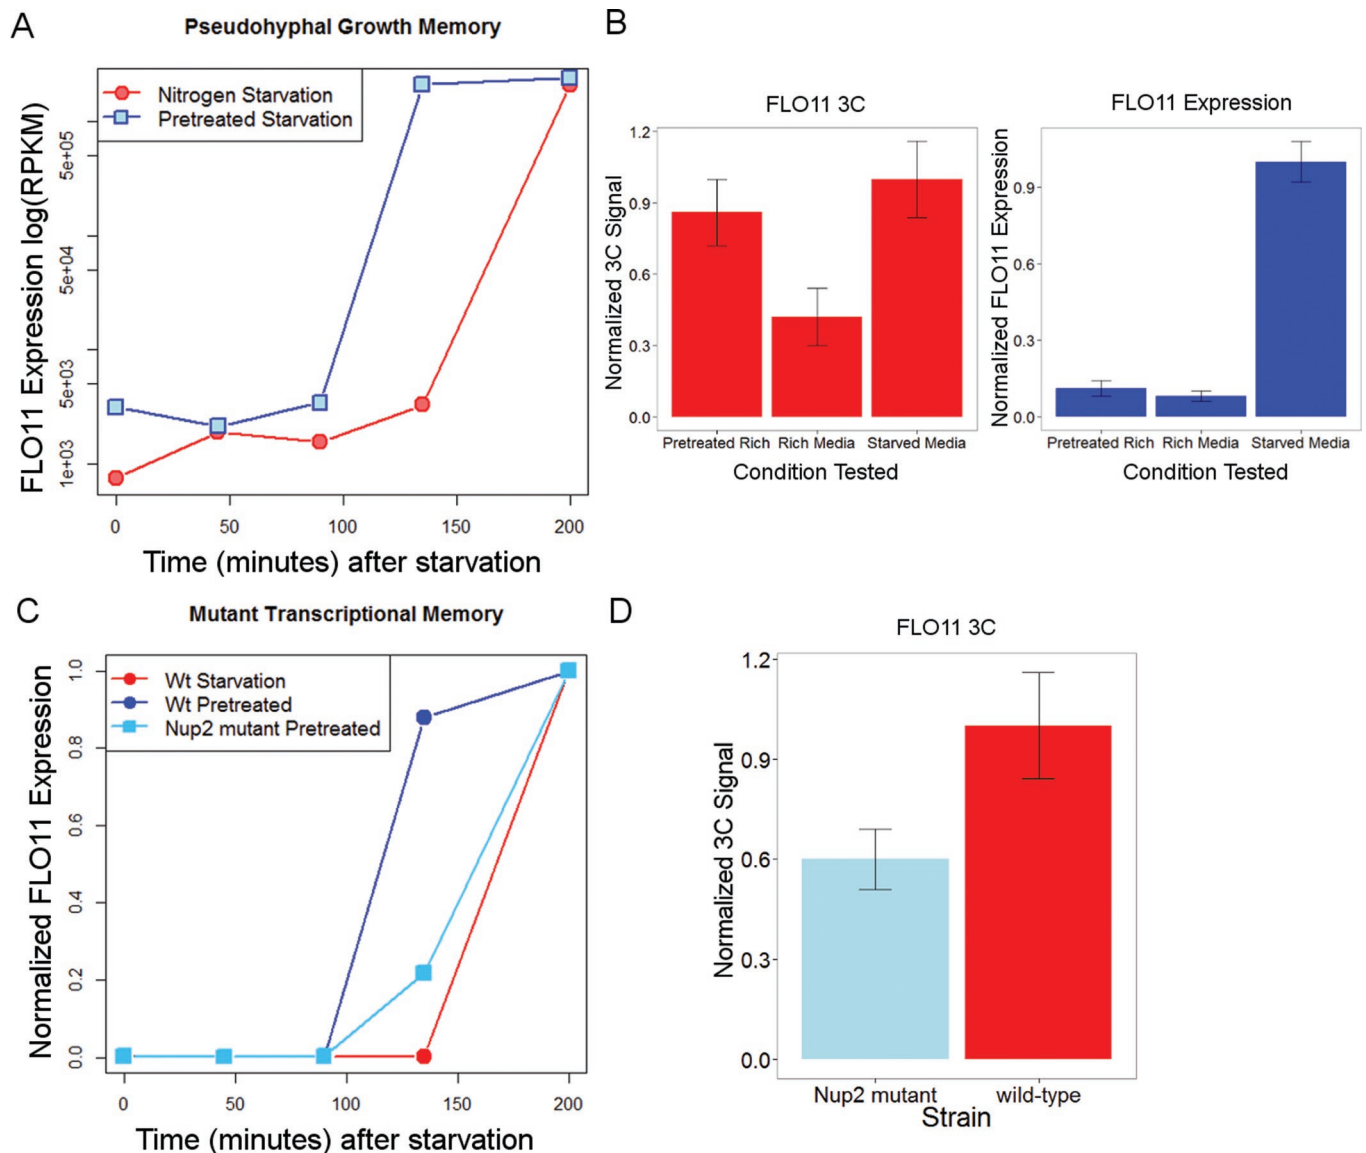 A
Pseudohyphal Growth Memory
Nitrogen Starvation
Pretreated Starvation
FLO11 Expression log(RPKM)
5e+05
5e+04
5e+03
1e+03
0 50 100 150 200
Time (minutes) after starvation
B
FLO11 3C
Normalized 3C Signal
1.2
0.9
0.6
0.3
0.0
Pretreated Rich Rich Media Starved Media
Condition Tested
FLO11 Expression
Normalized FLO11 Expression
0.9
0.6
0.3
0.0
Pretreated Rich Rich Media Starved Media
Condition Tested
C
Mutant Transcriptional Memory
Wt Starvation
Wt Pretreated
Nup2 mutant Pretreated
Normalized FLO11 Expression
1.0
0.8
0.6
0.4
0.2
0.0
0 50 100 150 200
Time (minutes) after starvation
D
FLO11 3C
Normalized 3C Signal
1.2
0.9
0.6
0.3
0.0
Nup2 mutant wild-type
Strain